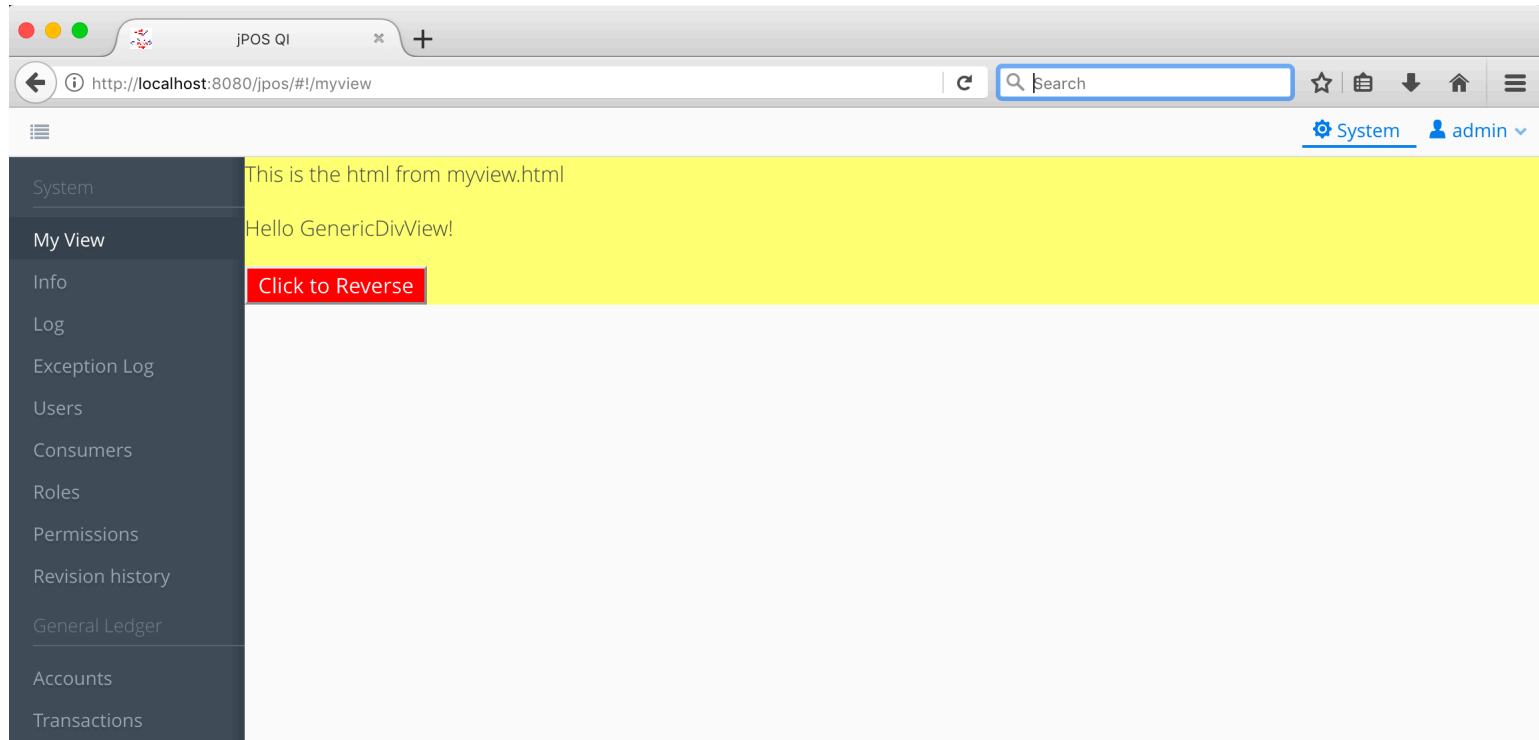 jPOS QI
http://localhost:8080/jpos/#!/myview
Search
System
admin
System
My View
Info
Log
Exception Log
Users
Consumers
Roles
Permissions
Revision history
General Ledger
Accounts
Transactions
This is the html from myview.html
Hello GenericDivView!
Click to Reverse